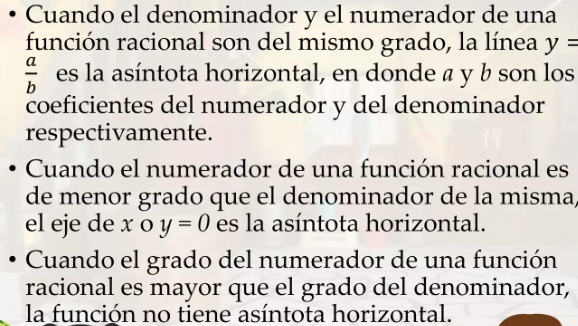 • Cuando el denominador y el numerador de una
función racional son del mismo grado, la línea y =
a/b es la asíntota horizontal, en donde a y b son los
coeficientes del numerador y del denominador
respectivamente.
• Cuando el numerador de una función racional es
de menor grado que el denominador de la misma,
el eje de x o y = 0 es la asíntota horizontal.
• Cuando el grado del numerador de una función
racional es mayor que el grado del denominador,
la función no tiene asíntota horizontal.